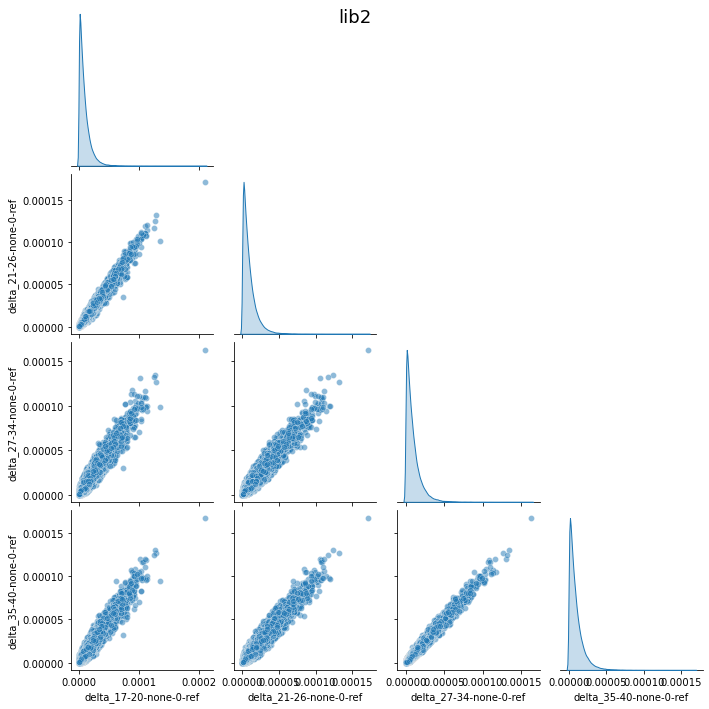 lib2
delta_21-26-none-0-ref
0.00015
0.00010
0.00005
0.00000
delta_27-34-none-0-ref
0.00015
0.00010
0.00005
0.00000
delta_35-40-none-0-ref
0.00015
0.00010
0.00005
0.00000
0.0000 0.0001 0.0002 0.00000 0.00005 0.00010 0.00015 0.00000 0.00005 0.00010 0.00015 0.00000 0.00005 0.00010 0.00015
delta_17-20-none-0-ref delta_21-26-none-0-ref delta_27-34-none-0-ref delta_35-40-none-0-ref